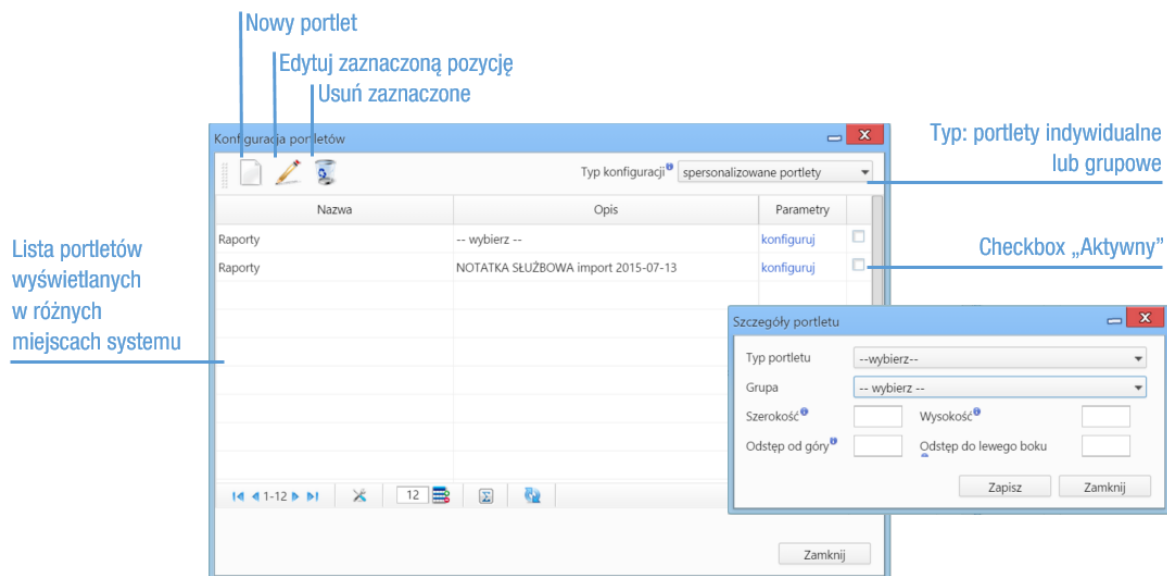 Nowy portlet
Edytuj zaznaczoną pozycję
Usuń zaznaczone
Konfiguracja portletów
Typ: portlety indywidualne
lub grupowe
Typ konfiguracji
spersonalizowane portlety
Nazwa Opis Parametry
Raporty -- wybierz -- konfiguruj
Raporty NOTATKA SŁUŻBOWA import 2015-07-13 konfiguruj
Checkbox „Aktywny”
Lista portletów
wyświetlanych
w różnych
miejscach systemu
Szczegóły portletu
Typ portletu --wybierz--
Grupa -- wybierz --
Szerokość Wysokość
Odstęp od góry Odstęp do lewego boku
Zapisz Zamknij
1-12 12
Zamknij